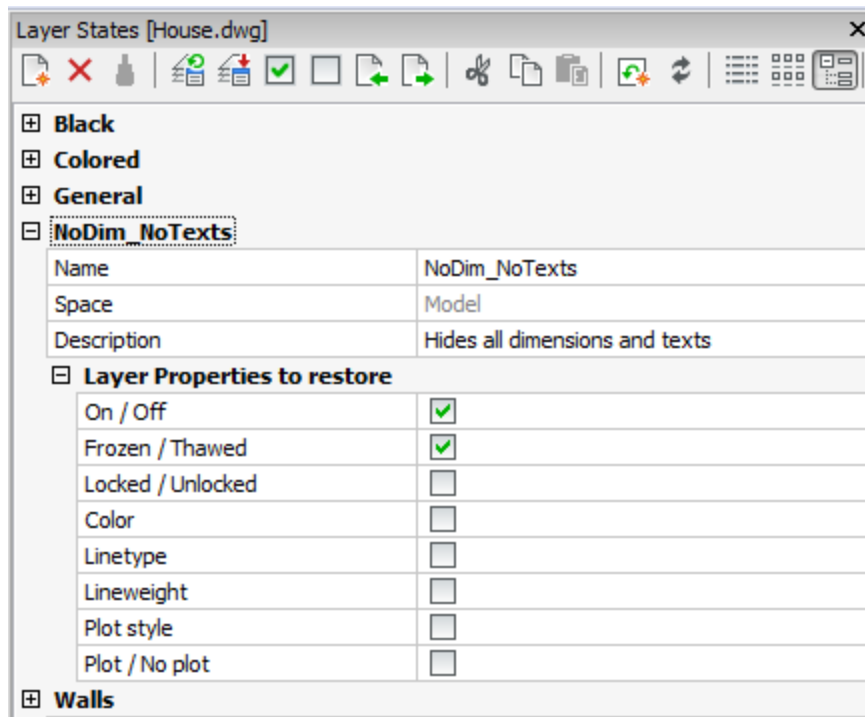 Layer States [House.dwg]
Black
Colored
General
NoDim_NoTexts
Name NoDim_NoTexts
Space Model
Description Hides all dimensions and texts
Layer Properties to restore
On / Off
Frozen / Thawed
Locked / Unlocked
Color
Linetype
Lineweight
Plot style
Plot / No plot
Walls